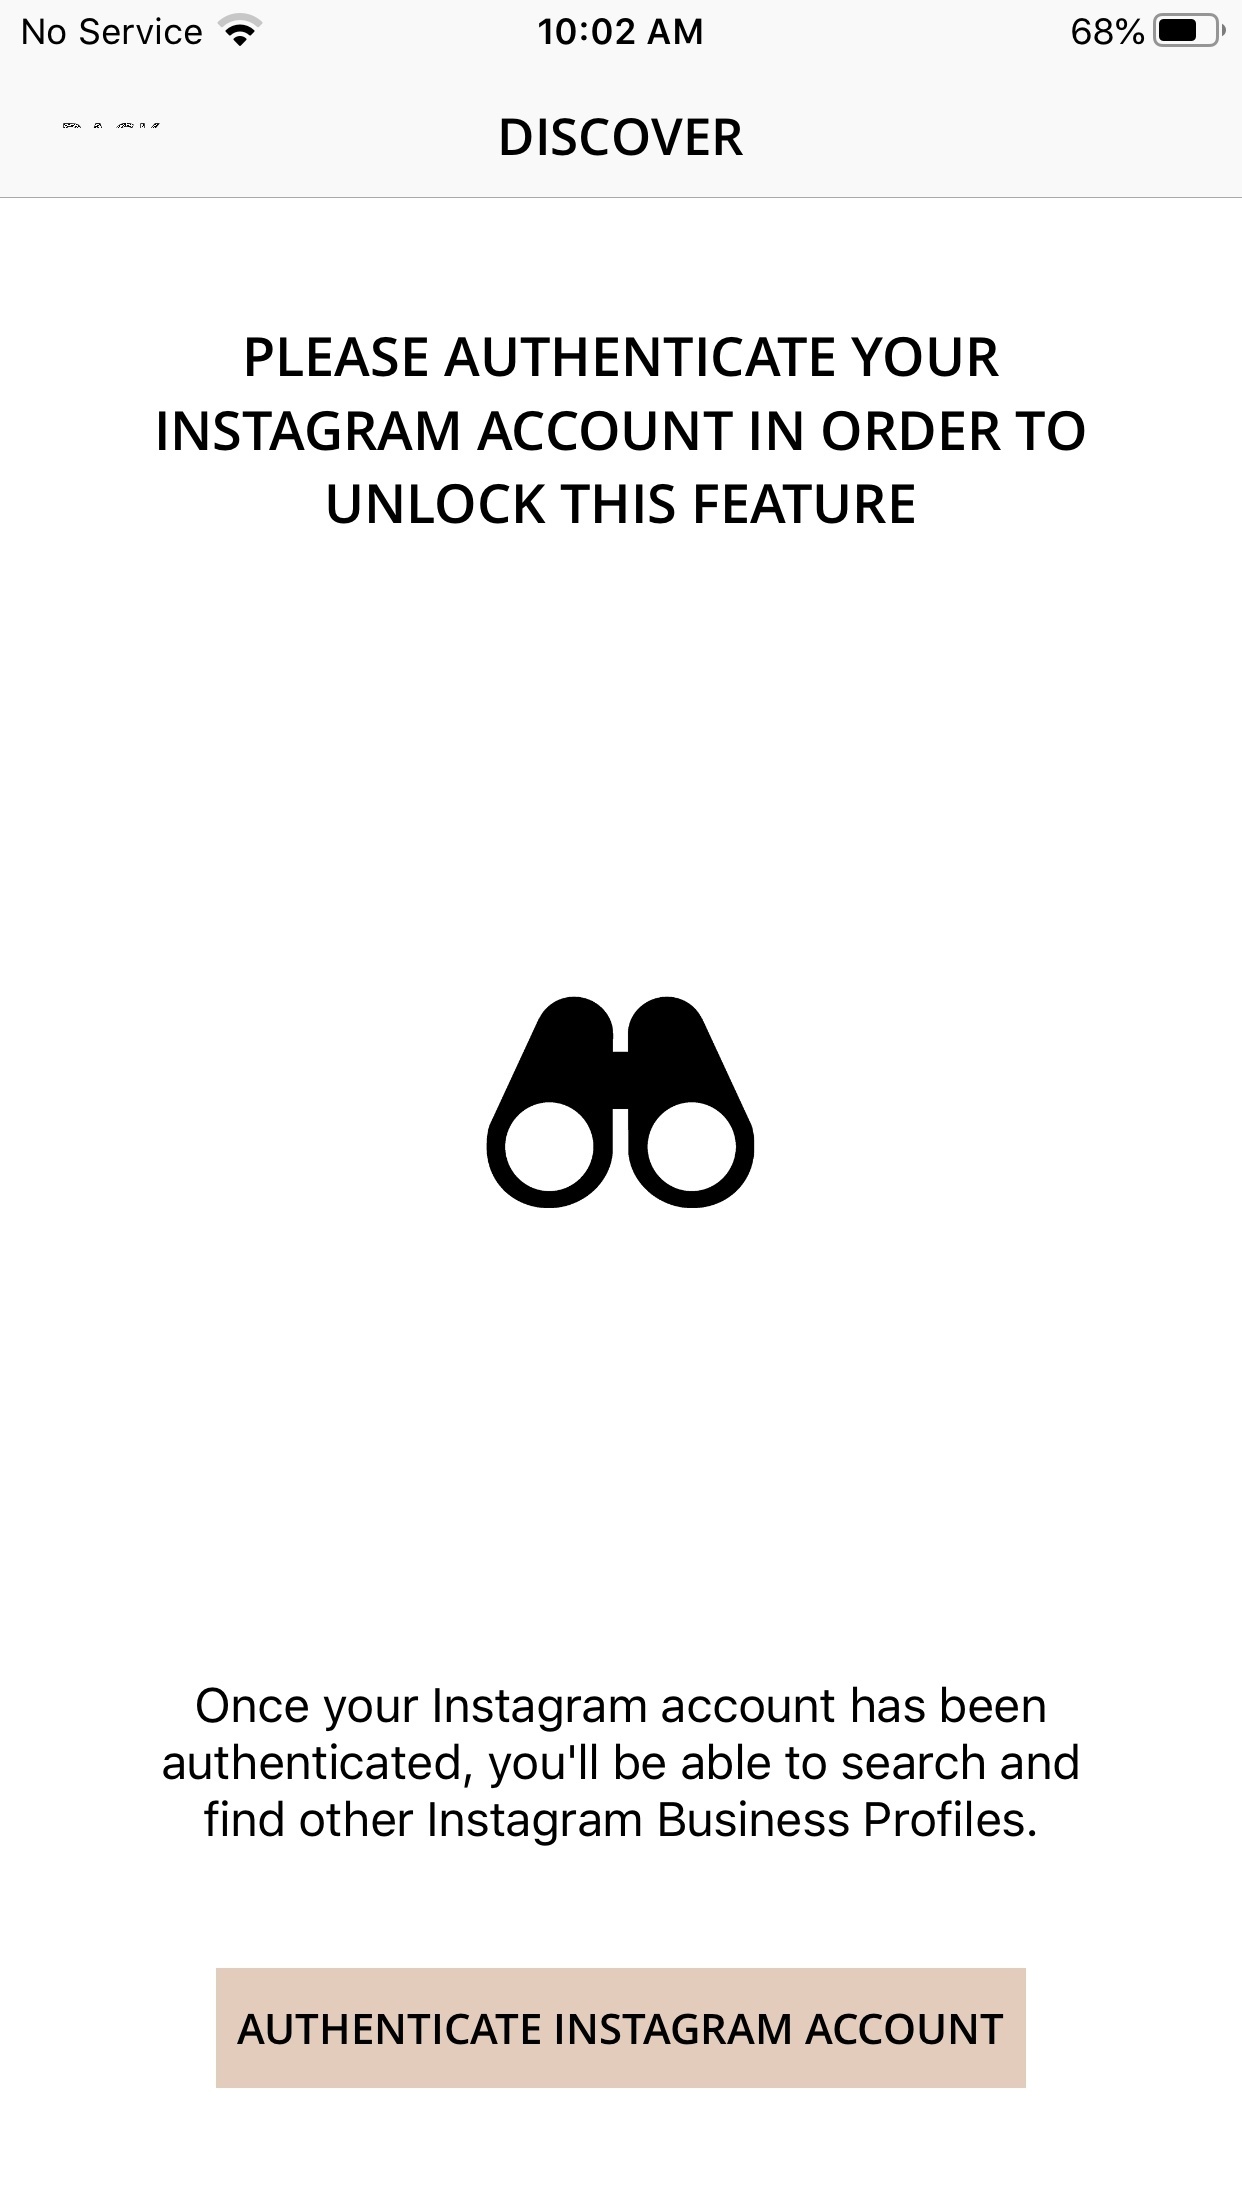 No Service
10:02 AM
68%
DISCOVER
PLEASE AUTHENTICATE YOUR
INSTAGRAM ACCOUNT IN ORDER TO
UNLOCK THIS FEATURE
Once your Instagram account has been
authenticated, you'll be able to search and
find other Instagram Business Profiles.
AUTHENTICATE INSTAGRAM ACCOUNT